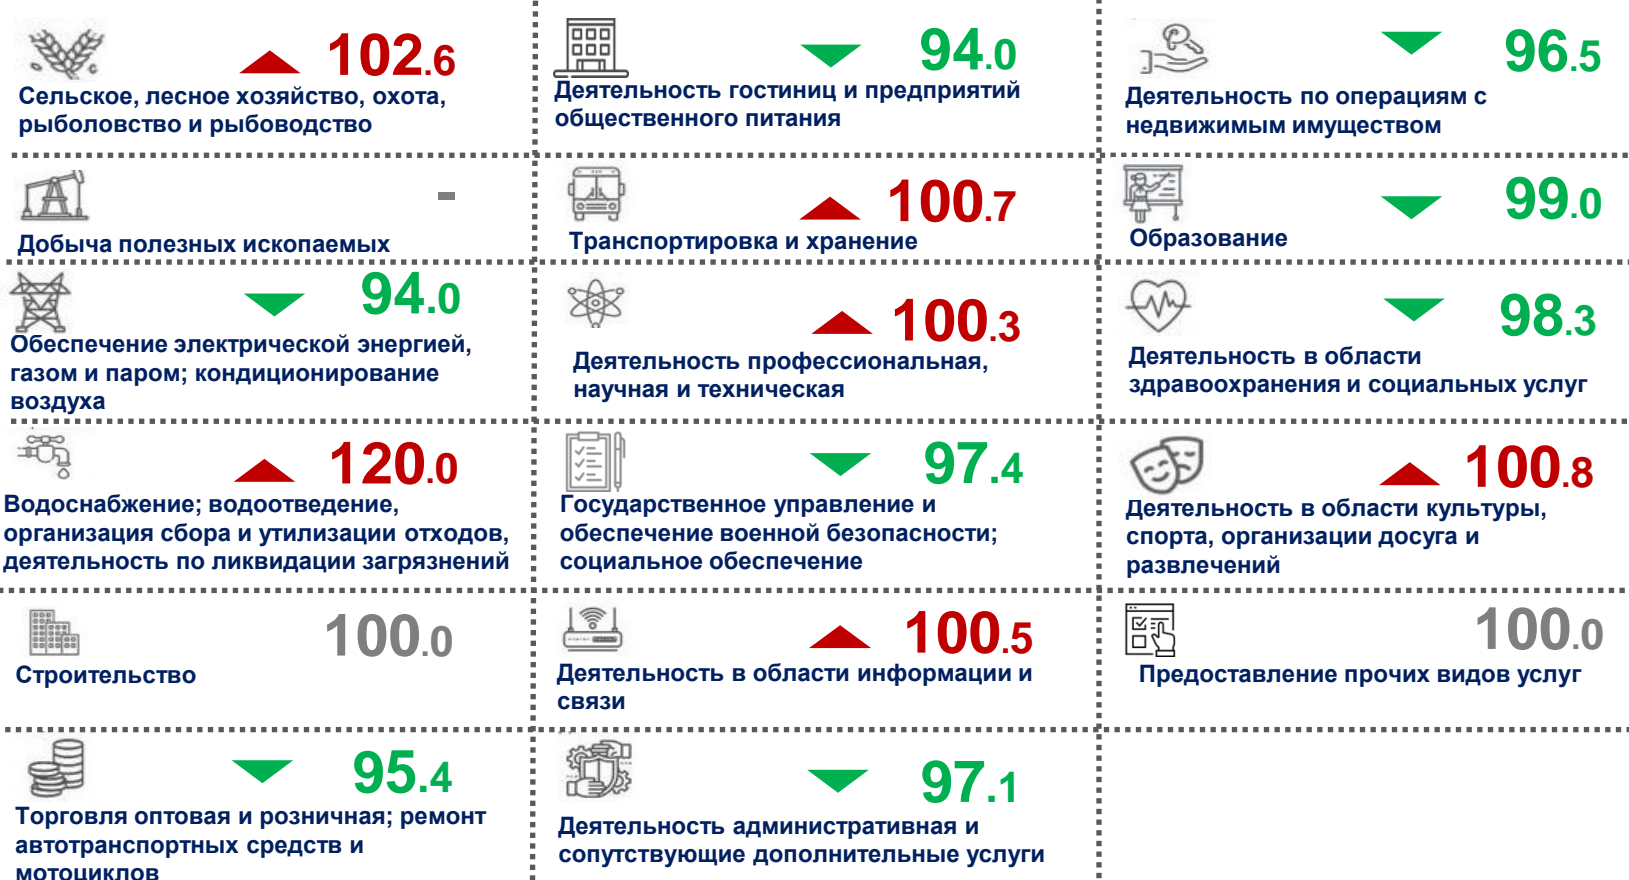 102.6
Сельское, лесное хозяйство, охота,
рыболовство и рыбоводство
-
Добыча полезных ископаемых
94.0
Обеспечение электрической энергией,
газом и паром; кондиционирование
воздуха
120.0
Водоснабжение; водоотведение,
организация сбора и утилизации отходов,
деятельность по ликвидации загрязнений
100.0
Строительство
95.4
Торговля оптовая и розничная; ремонт
автотранспортных средств и
мотоциклов
94.0
Деятельность гостиниц и предприятий
общественного питания
100.7
Транспортировка и хранение
100.3
Деятельность профессиональная,
научная и техническая
97.4
Государственное управление и
обеспечение военной безопасности;
социальное обеспечение
100.5
Деятельность в области информации и
связи
97.1
Деятельность административная и
сопутствующие дополнительные услуги
96.5
Деятельность по операциям с
недвижимым имуществом
99.0
Образование
98.3
Деятельность в области
здравоохранения и социальных услуг
100.8
Деятельность в области культуры,
спорта, организации досуга и
развлечений
100.0
Предоставление прочих видов услуг